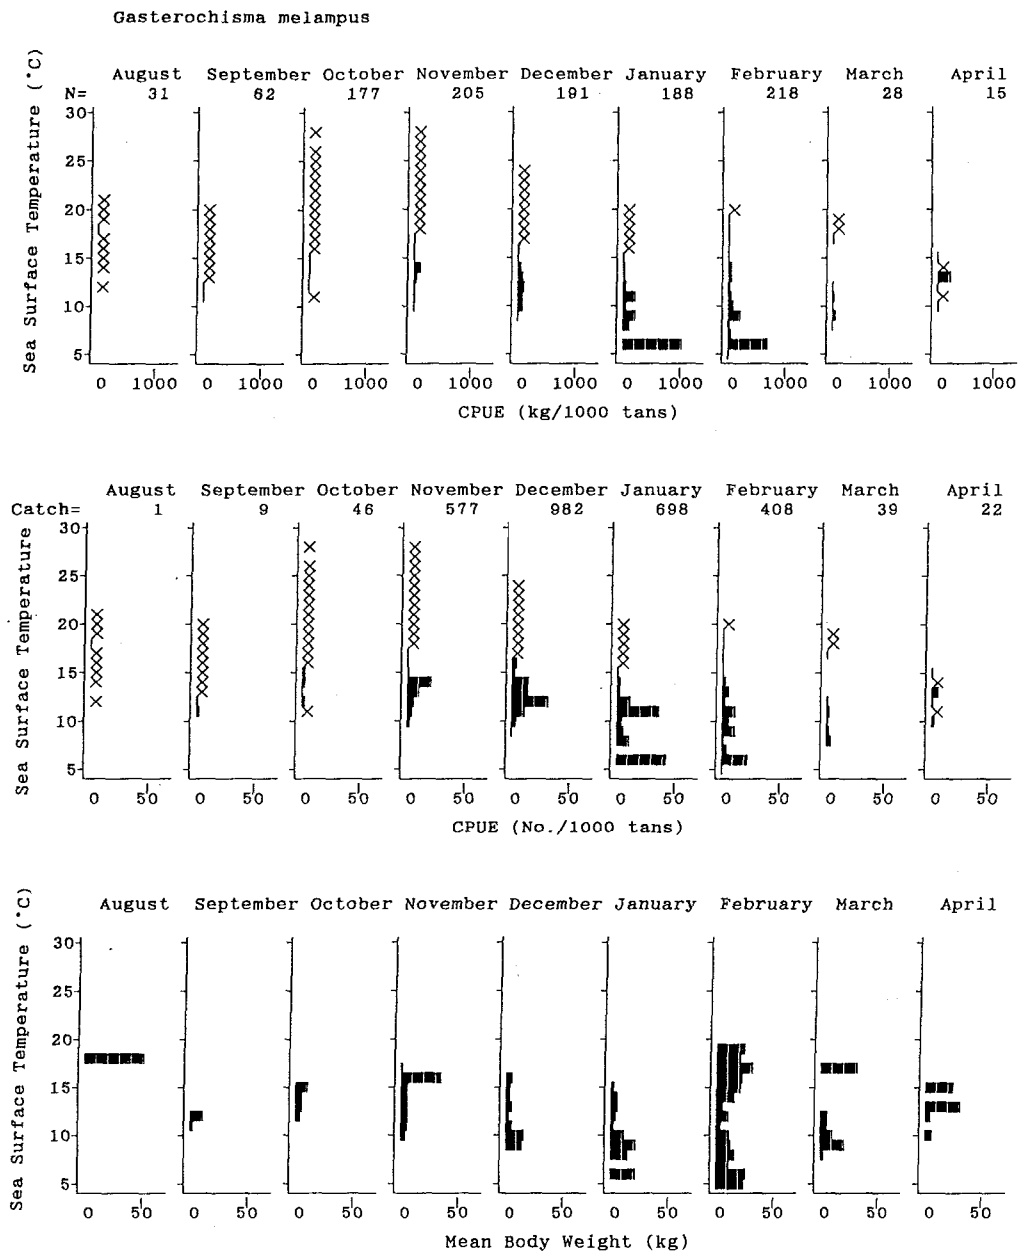 Gasterochisma melampus
August September October November December January February March April
N= 31 62 177 205 191 188 218 28 15
Sea Surface Temperature (°C)
30
25
20
15
10
5
0 1000 0 1000 0 1000 0 1000 0 1000 0 1000 0 1000 0 1000 0 1000
CPUE (kg/1000 tans)
August September October November December January February March April
Catch= 1 9 46 577 982 698 408 39 22
Sea Surface Temperature
30
25
20
15
10
5
0 50 0 50 0 50 0 50 0 50 0 50 0 50 0 50 0 50
CPUE (No./1000 tans)
August September October November December January February March April
Sea Surface Temperature (°C)
30
25
20
15
10
5
0 50 0 50 0 50 0 50 0 50 0 50 0 50 0 50 0 50
Mean Body Weight (kg)